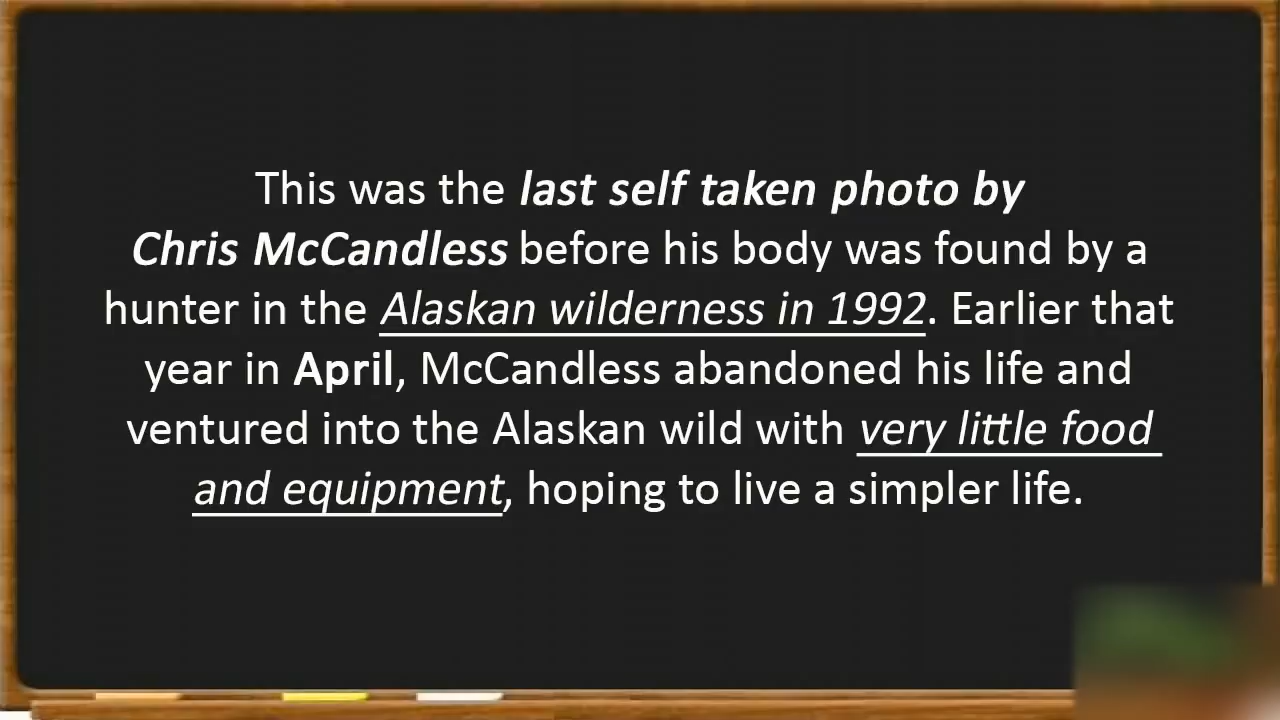 This was the last self taken photo by
Chris McCandless before his body was found by a
hunter in the Alaskan wilderness in 1992. Earlier that
year in April, McCandless abandoned his life and
ventured into the Alaskan wild with very little food
and equipment, hoping to live a simpler life.